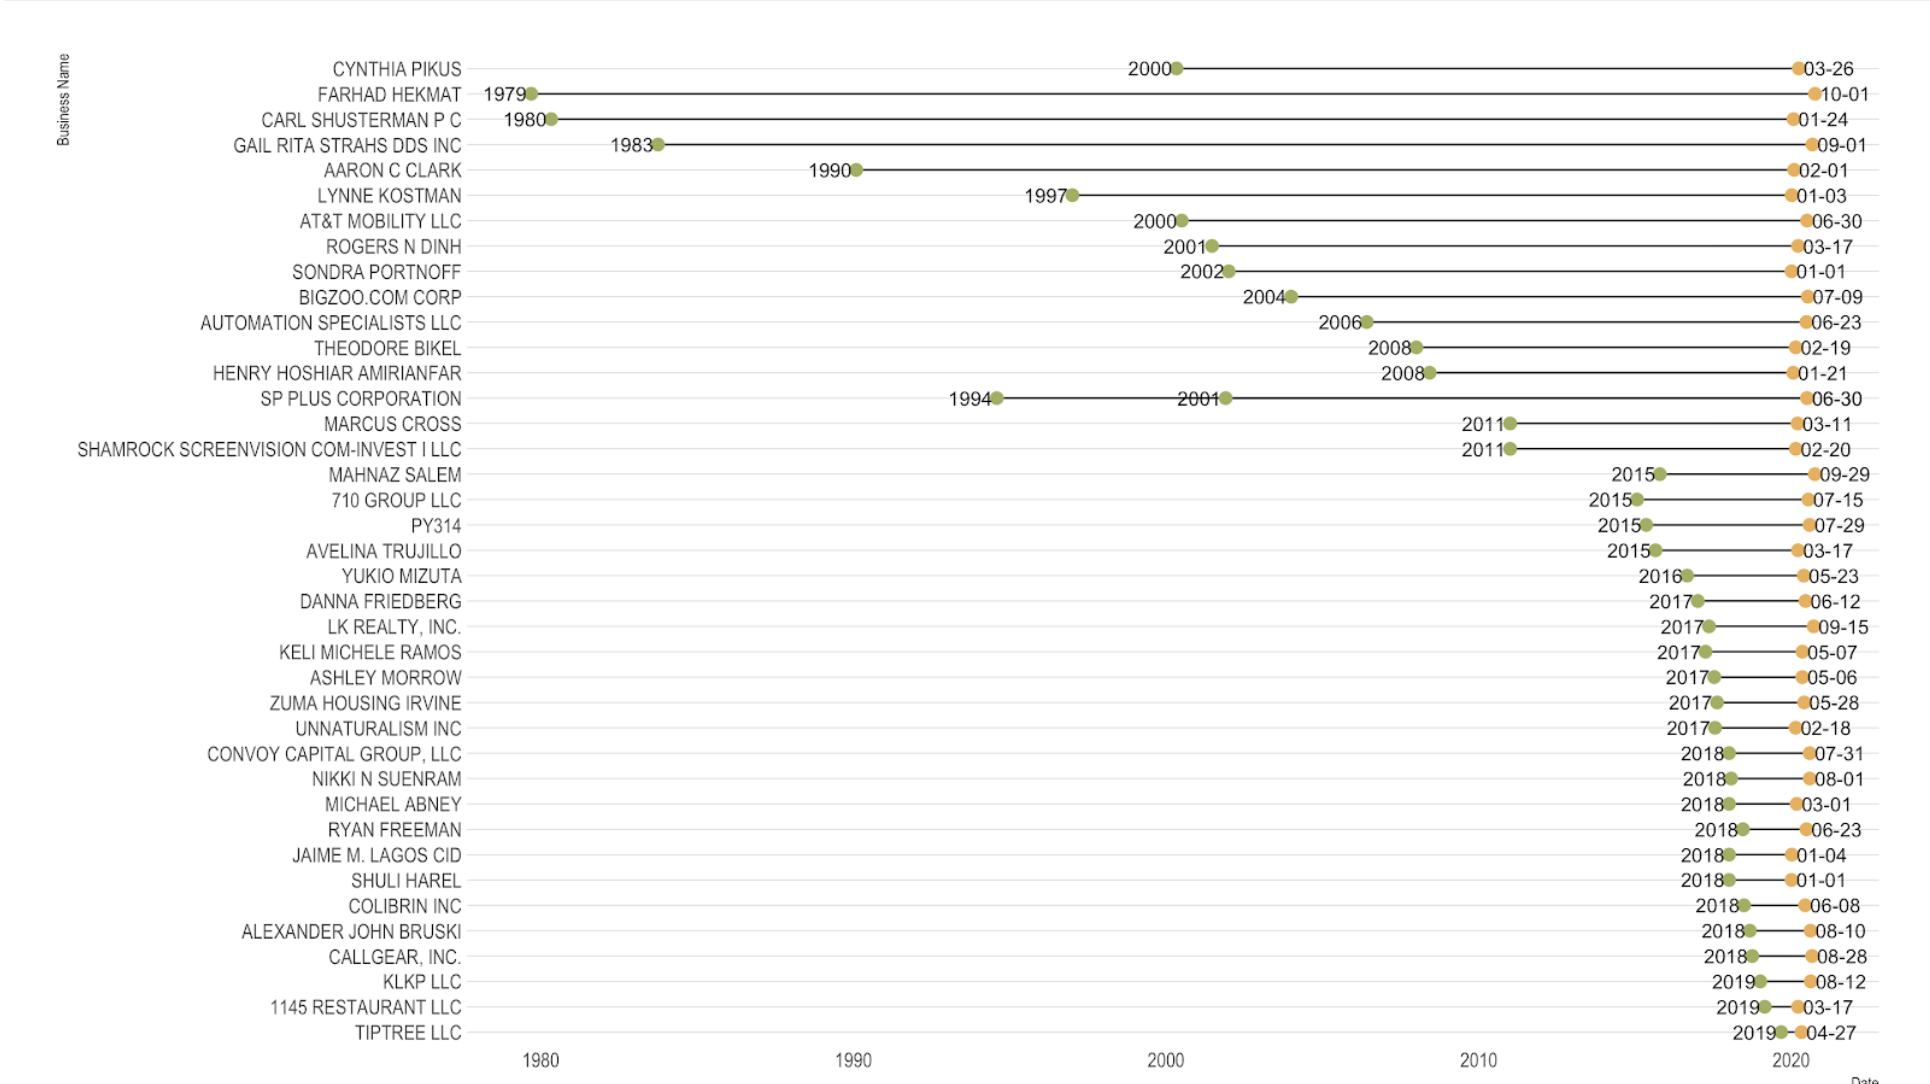 Business Name
CYNTHIA PIKUS 2000 03-26
FARHAD HEKMAT 1979 10-01
CARL SHUSTERMAN P C 1980 01-24
GAIL RITA STRAHS DDS INC 1983 09-01
AARON C CLARK 1990 02-01
LYNNE KOSTMAN 1997 01-03
AT&T MOBILITY LLC 2000 06-30
ROGERS N DINH 2001 03-17
SONDRA PORTNOFF 2002 01-01
BIGZOO.COM CORP 2004 07-09
AUTOMATION SPECIALISTS LLC 2006 06-23
THEODORE BIKEL 2008 02-19
HENRY HOSHIAR AMIRIANFAR 2008 01-21
SP PLUS CORPORATION 1994 2001 06-30
MARCUS CROSS 2011 03-11
SHAMROCK SCREENVISION COM-INVEST I LLC 2011 02-20
MAHNAZ SALEM 2015 09-29
710 GROUP LLC 2015 07-15
PY314 2015 07-29
AVELINA TRUJILLO 2015 03-17
YUKIO MIZUTA 2016 05-23
DANNA FRIEDBERG 2017 06-12
LK REALTY, INC. 2017 09-15
KELI MICHELE RAMOS 2017 05-07
ASHLEY MORROW 2017 05-06
ZUMA HOUSING IRVINE 2017 05-28
UNNATURALISM INC 2017 02-18
CONVOY CAPITAL GROUP, LLC 2018 07-31
NIKKI N SUENRAM 2018 08-01
MICHAEL ABNEY 2018 03-01
RYAN FREEMAN 2018 06-23
JAIME M. LAGOS CID 2018 01-04
SHULI HAREL 2018 01-01
COLIBRIN INC 2018 06-08
ALEXANDER JOHN BRUSKI 2018 08-10
CALLGEAR, INC. 2018 08-28
KLKP LLC 2019 08-12
1145 RESTAURANT LLC 2019 03-17
TIPTREE LLC 2019 04-27
1980 1990 2000 2010 2020
Date